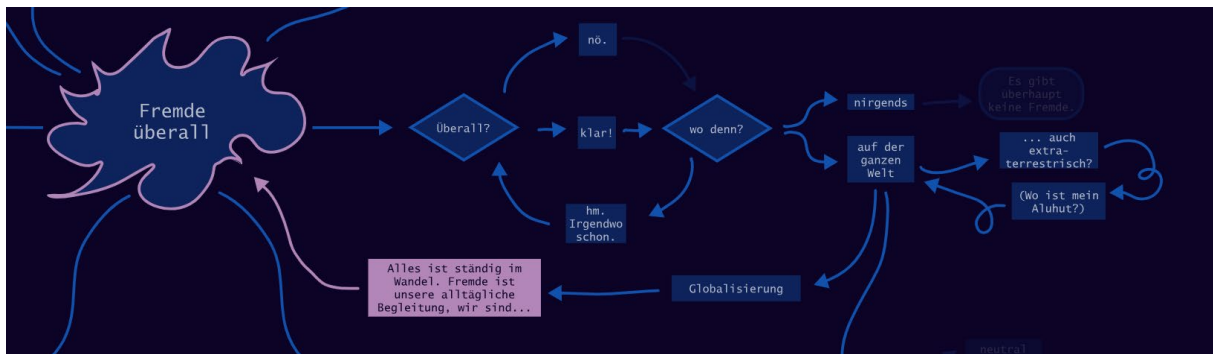 Fremde
überall
Überall?
nö.
klar!
hm.
Irgendwo
schon.
wo denn?
nirgends
Es gibt
überhaupt
keine Fremde.
auf der
ganzen
Welt
... auch
extra-
terrestrisch?
(Wo ist mein
Aluhut?)
Globalisierung
Alles ist ständig im
Wandel. Fremde ist
unsere alltägliche
Begleitung, wir sind...
neutral